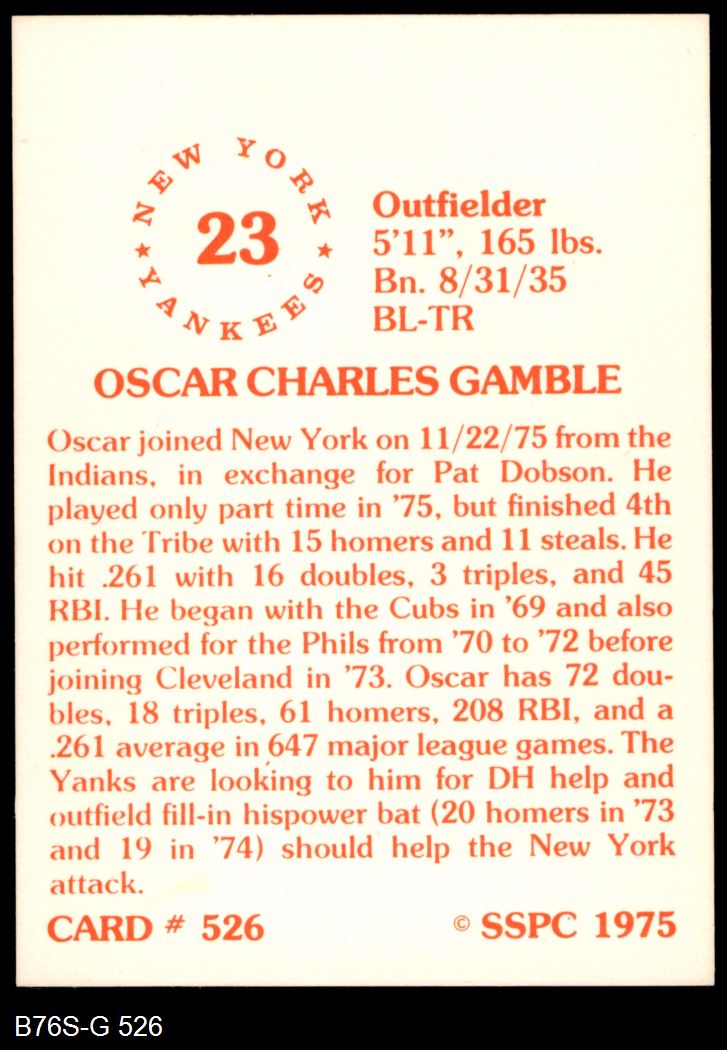 NEW YORK
★ 23 ★
YANKEES
Outfielder
5'11", 165 lbs.
Bn. 8/31/35
BL-TR
OSCAR CHARLES GAMBLE
Oscar joined New York on 11/22/75 from the
Indians, in exchange for Pat Dobson. He
played only part time in '75, but finished 4th
on the Tribe with 15 homers and 11 steals. He
hit .261 with 16 doubles, 3 triples, and 45
RBI. He began with the Cubs in '69 and also
performed for the Phils from '70 to '72 before
joining Cleveland in '73. Oscar has 72 dou-
bles, 18 triples, 61 homers, 208 RBI, and a
.261 average in 647 major league games. The
Yanks are looking to him for DH help and
outfield fill-in hispower bat (20 homers in '73
and 19 in '74) should help the New York
attack.
CARD # 526 © SSPC 1975
B76S-G 526